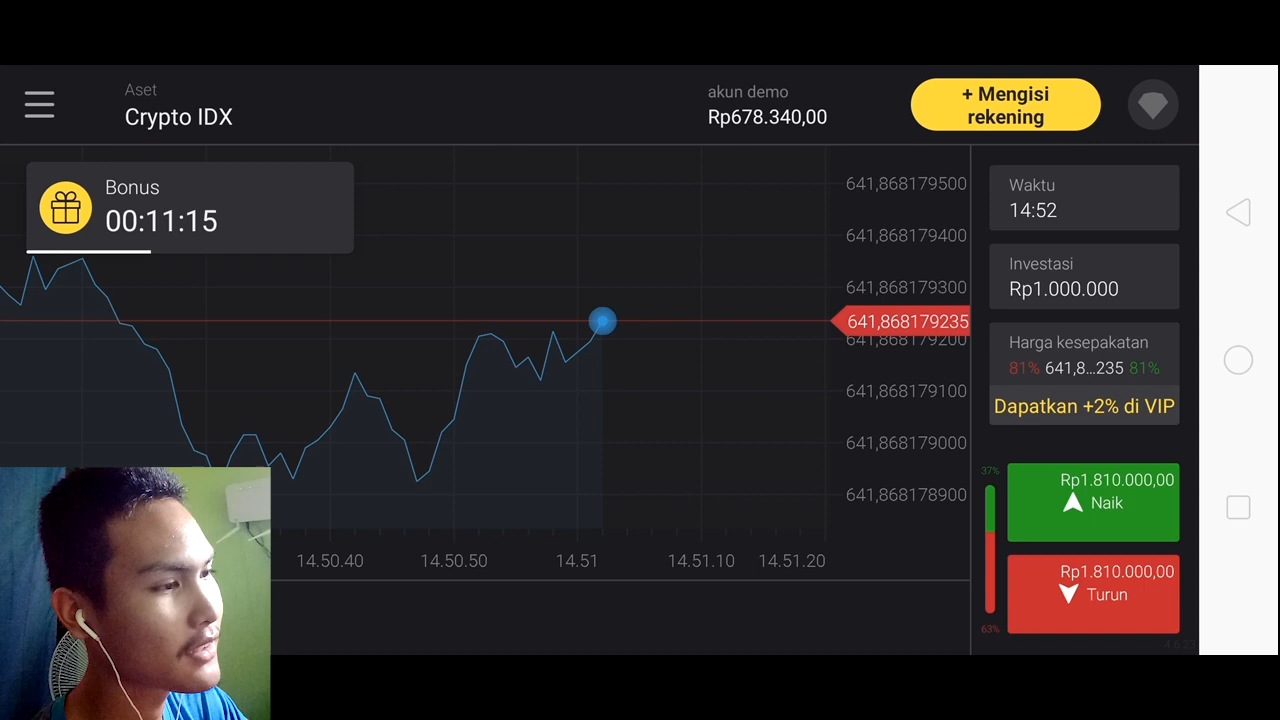 Aset
Crypto IDX
akun demo
Rp678.340,00
+ Mengisi
rekening
Bonus
00:11:15
641,868179500
641,868179400
641,868179300
641,868179235
641,868179200
641,868179100
641,868179000
641,868178900
14.50.40
14.50.50
14.51
14.51.10
14.51.20
Waktu
14:52
Investasi
Rp1.000.000
Harga kesepakatan
81% 641,8...235 81%
Dapatkan +2% di VIP
37%
Rp1.810.000,00
Naik
Rp1.810.000,00
Turun
63%